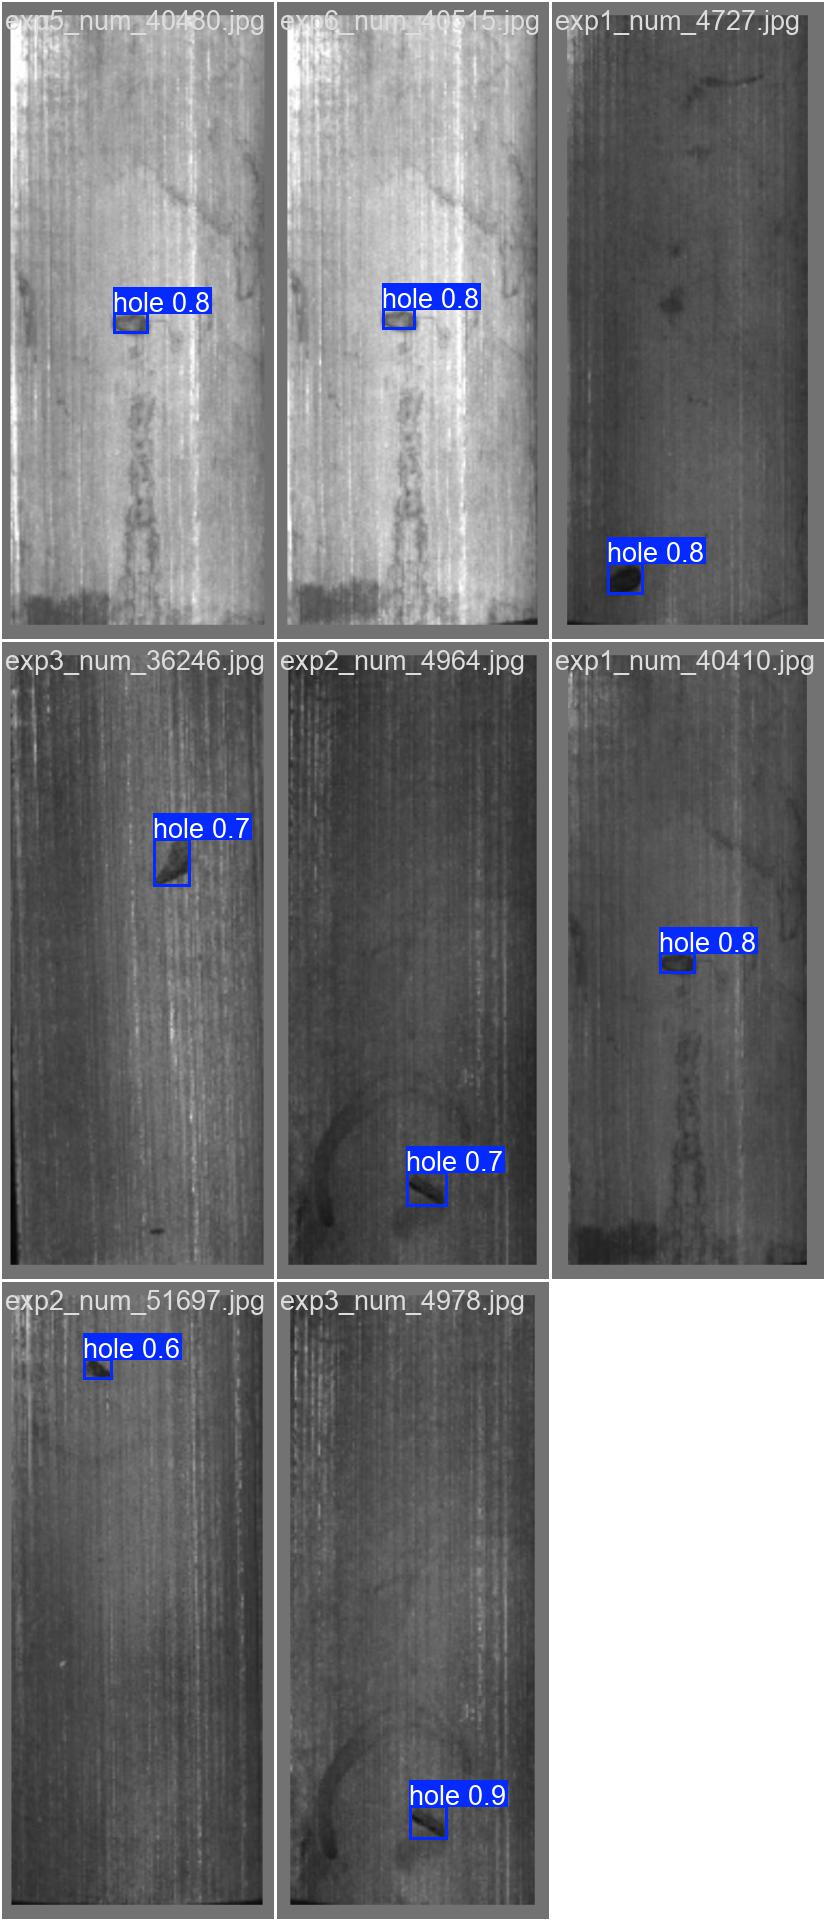 exp5_num_40480.jpg
exp6_num_40515.jpg
exp1_num_4727.jpg
hole 0.8
hole 0.8
hole 0.8
exp3_num_36246.jpg
exp2_num_4964.jpg
exp1_num_40410.jpg
hole 0.7
hole 0.8
hole 0.7
exp2_num_51697.jpg
exp3_num_4978.jpg
hole 0.6
hole 0.9